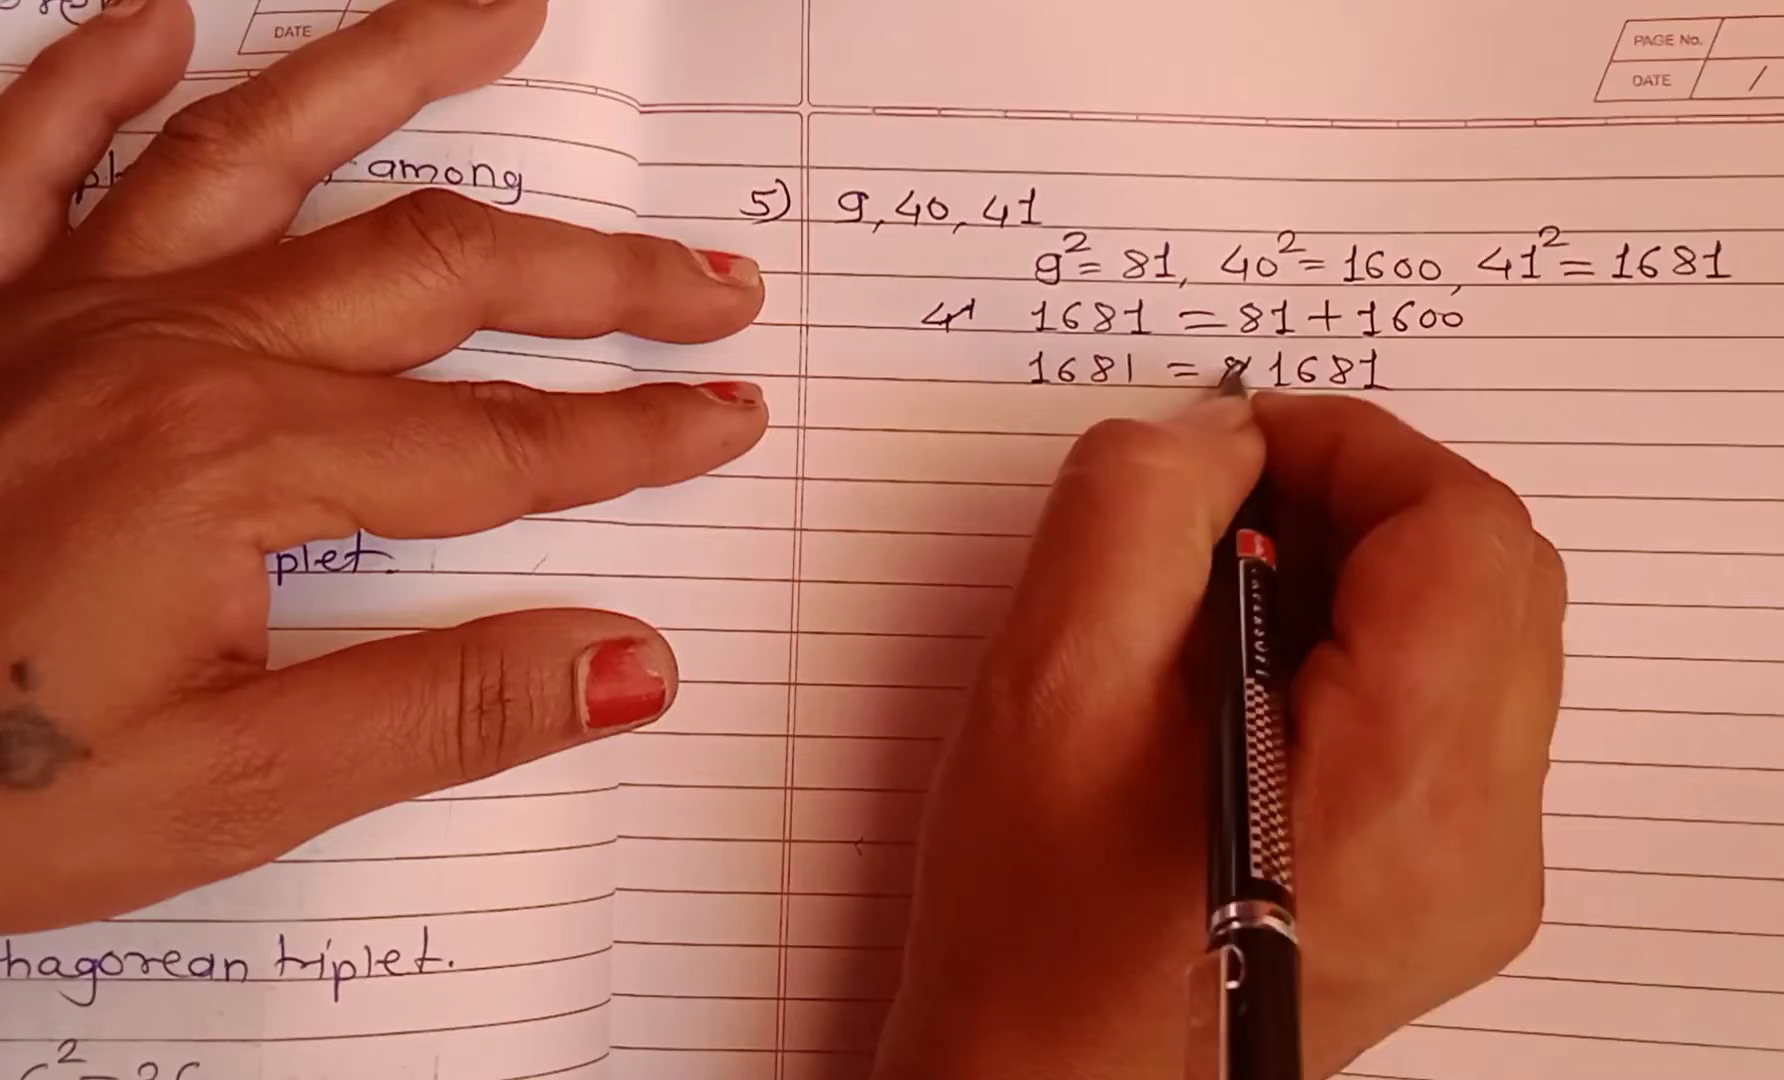 DATE
among
plet.
hagorean triplet.
PAGE No.
DATE /
5) 9, 40, 41
9² = 81, 40² = 1600, 41² = 1681
1681 = 81 + 1600
1681 = 1681